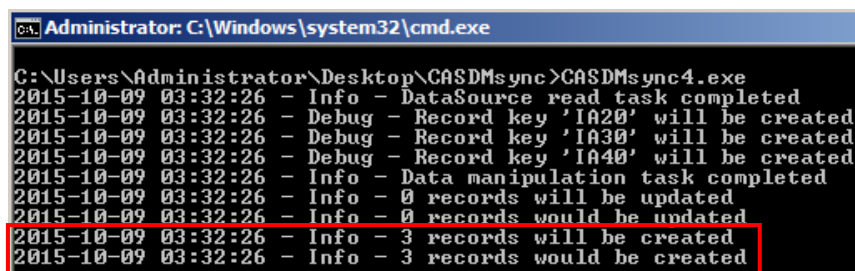 Administrator: C:\Windows\system32\cmd.exe
C:\Users\Administrator\Desktop\CASDMsync>CASDMsync4.exe
2015-10-09 03:32:26 - Info - DataSource read task completed
2015-10-09 03:32:26 - Debug - Record key 'IA20' will be created
2015-10-09 03:32:26 - Debug - Record key 'IA30' will be created
2015-10-09 03:32:26 - Debug - Record key 'IA40' will be created
2015-10-09 03:32:26 - Info - Data manipulation task completed
2015-10-09 03:32:26 - Info - 0 records will be updated
2015-10-09 03:32:26 - Info - 0 records would be updated
2015-10-09 03:32:26 - Info - 3 records will be created
2015-10-09 03:32:26 - Info - 3 records would be created